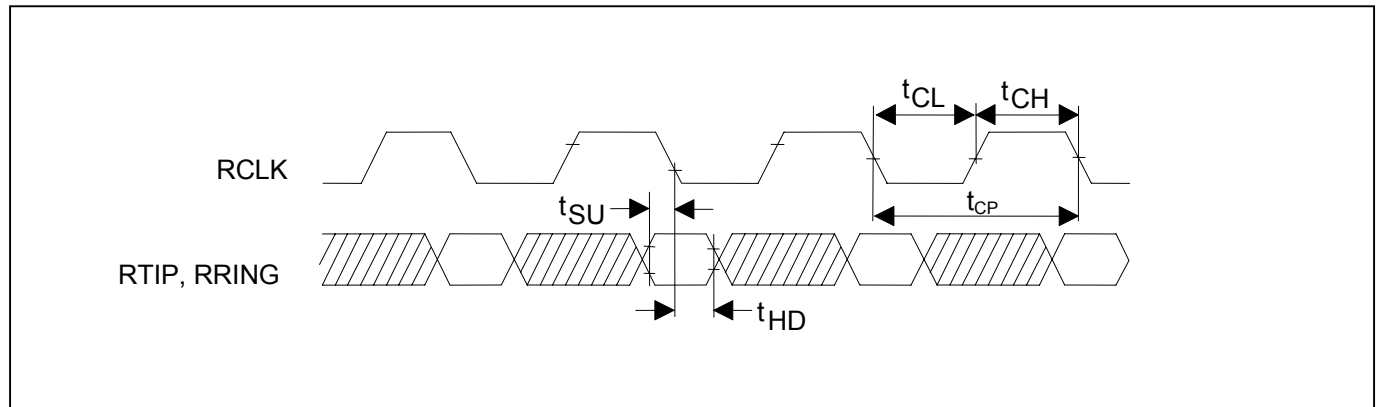 tCL tCH
RCLK
tSU tCP
RTIP, RRING
tHD